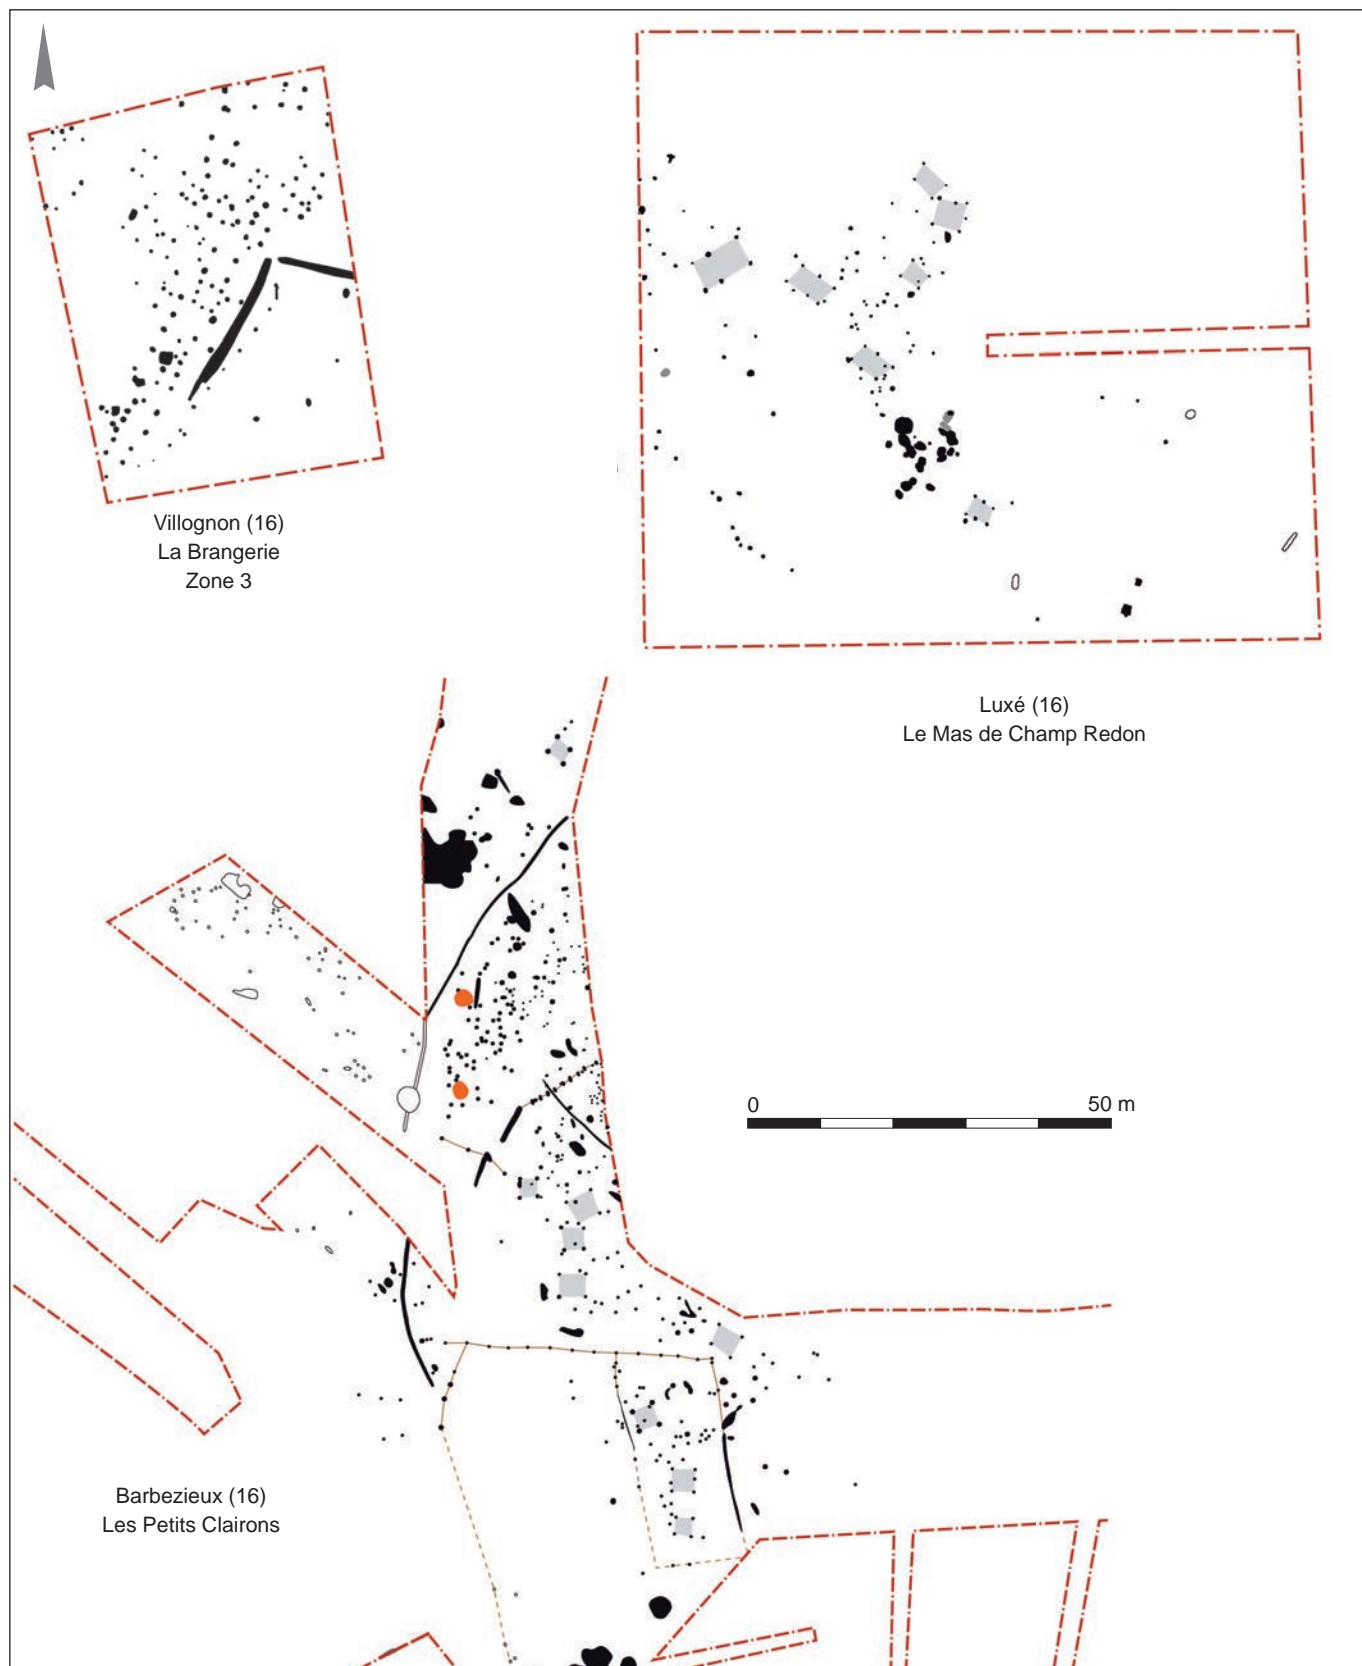 Villognon (16)
La Brangerie
Zone 3
Luxé (16)
Le Mas de Champ Redon
0 50 m
Barbezieux (16)
Les Petits Clairons